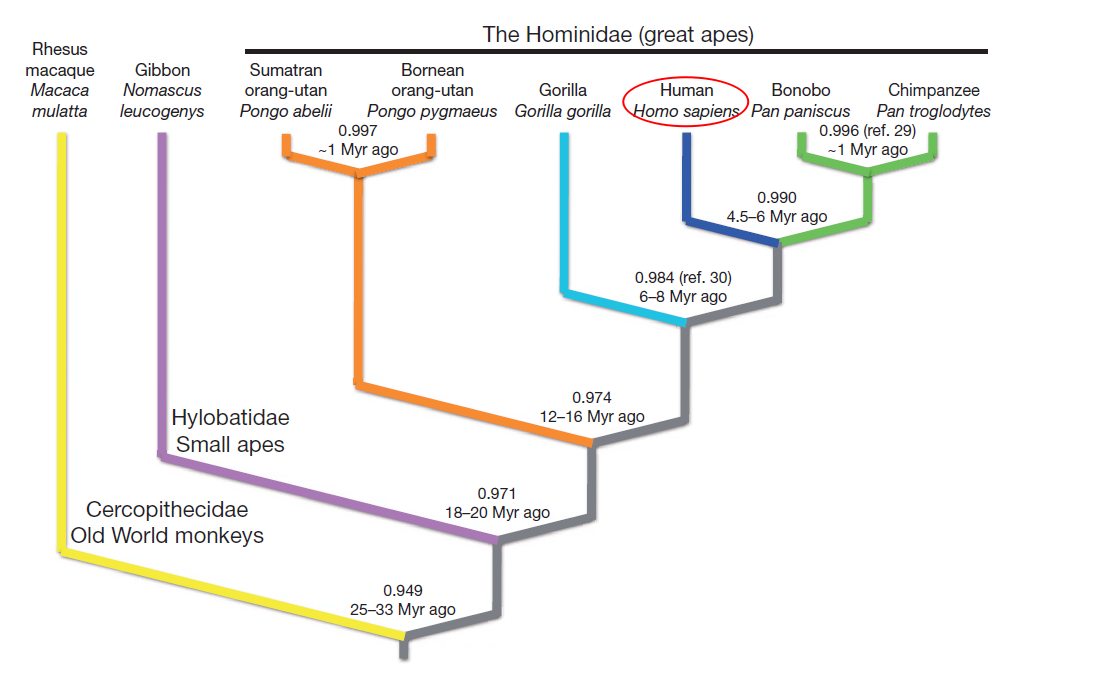 The Hominidae (great apes)
Rhesus
macaque
Macaca
mulatta
Gibbon
Nomascus
leucogenys
Sumatran
orang-utan
Pongo abelii
Bornean
orang-utan
Pongo pygmaeus
Gorilla
Gorilla gorilla
Human
Homo sapiens
Bonobo
Pan paniscus
Chimpanzee
Pan troglodytes
0.997
~1 Myr ago
0.996 (ref. 29)
~1 Myr ago
0.990
4.5–6 Myr ago
0.984 (ref. 30)
6–8 Myr ago
0.974
12–16 Myr ago
Hylobatidae
Small apes
0.971
18–20 Myr ago
Cercopithecidae
Old World monkeys
0.949
25–33 Myr ago